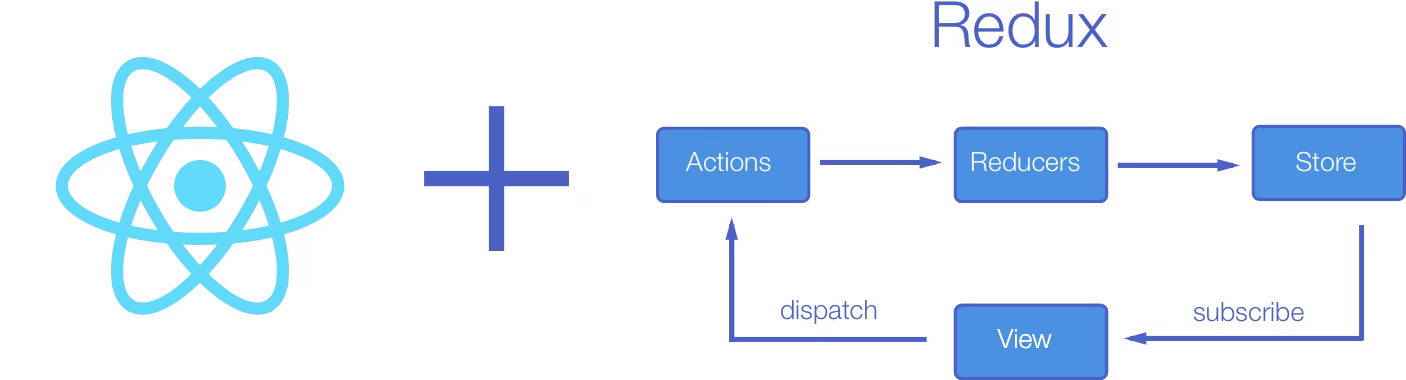 Redux
Actions
Reducers
Store
dispatch
View
subscribe